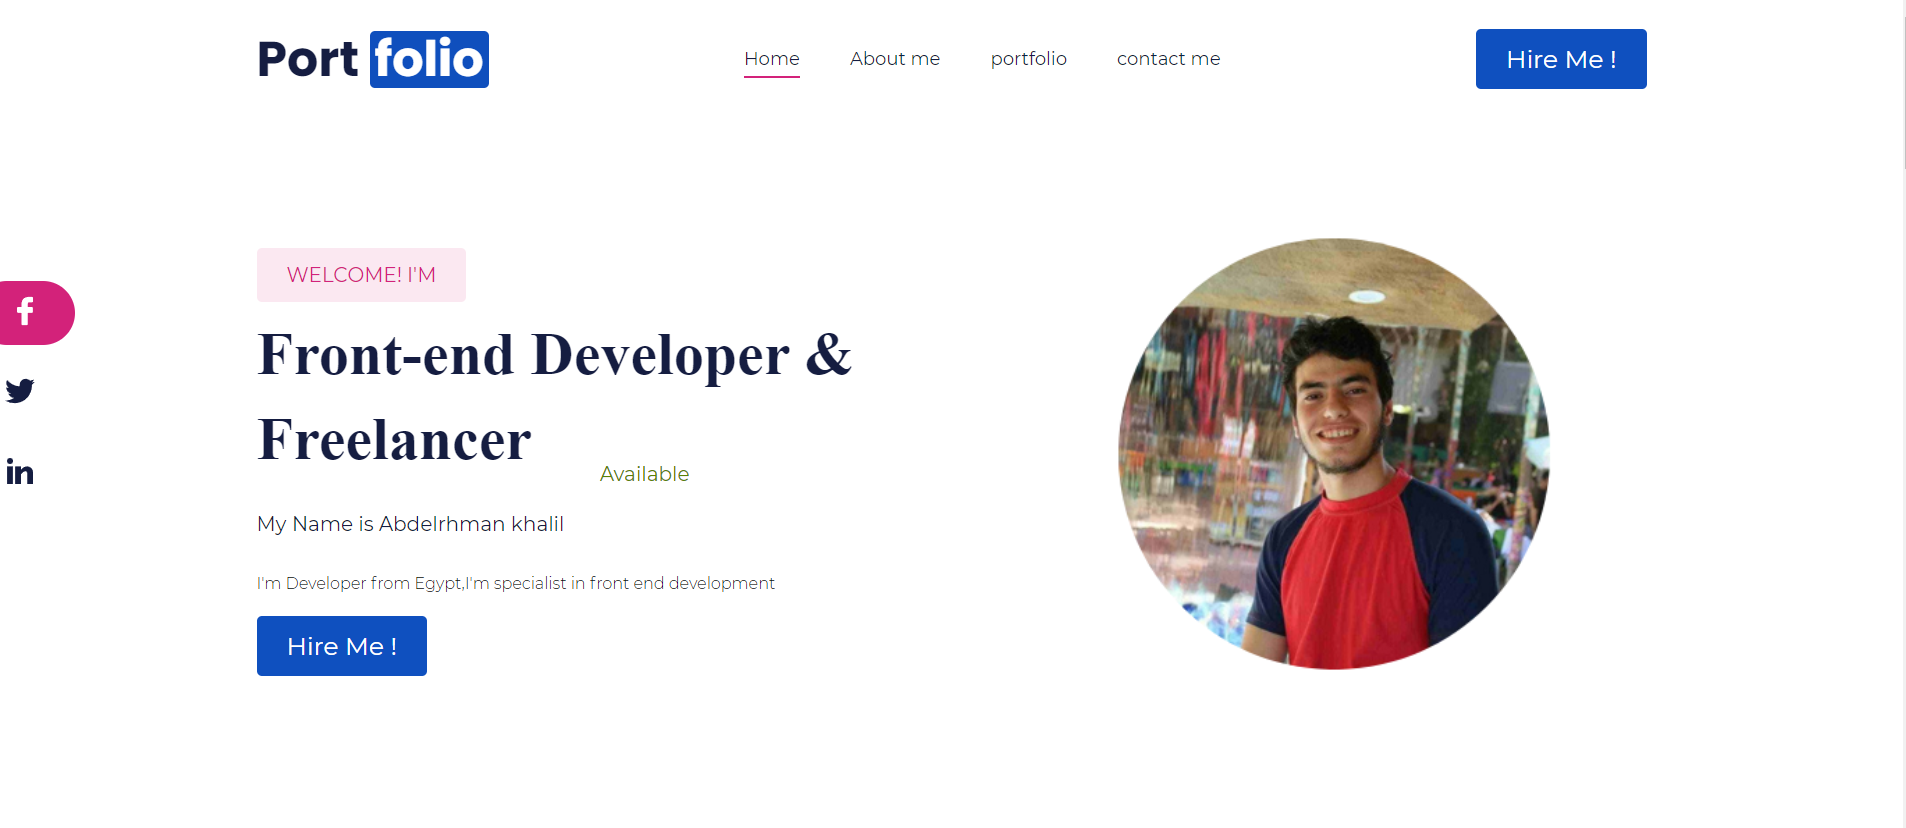 Port folio
Home About me portfolio contact me
Hire Me !
WELCOME! I'M
Front-end Developer &
Freelancer
Available
My Name is Abdelrhman khalil
I'm Developer from Egypt,I'm specialist in front end development
Hire Me !